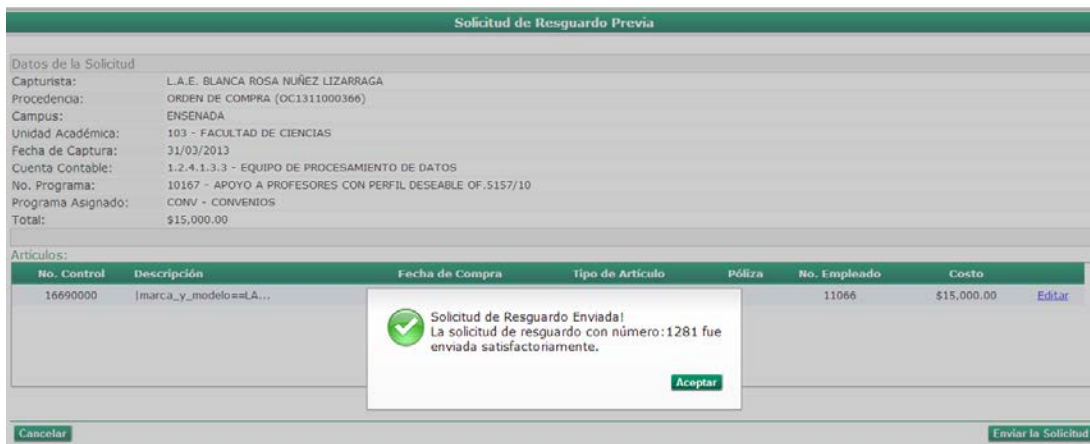 Solicitud de Resguardo Previa
Datos de la Solicitud
Capturista: L.A.E. BLANCA ROSA NUÑEZ LIZARRAGA
Procedencia: ORDEN DE COMPRA (OC1311000366)
Campus: ENSENADA
Unidad Académica: 103 - FACULTAD DE CIENCIAS
Fecha de Captura: 31/03/2013
Cuenta Contable: 1.2.4.1.3.3 - EQUIPO DE PROCESAMIENTO DE DATOS
No. Programa: 10167 - APOYO A PROFESORES CON PERFIL DESEABLE OF.5157/10
Programa Asignado: CONV - CONVENIOS
Total: $15,000.00
Artículos:
No. Control Descripción Fecha de Compra Tipo de Artículo Póliza No. Empleado Costo
16690000 |marca_y_modelo==LA... 11066 $15,000.00 Editar
Solicitud de Resguardo Enviada!
La solicitud de resguardo con número:1281 fue
enviada satisfactoriamente.
Aceptar
Cancelar Enviar la Solicitud